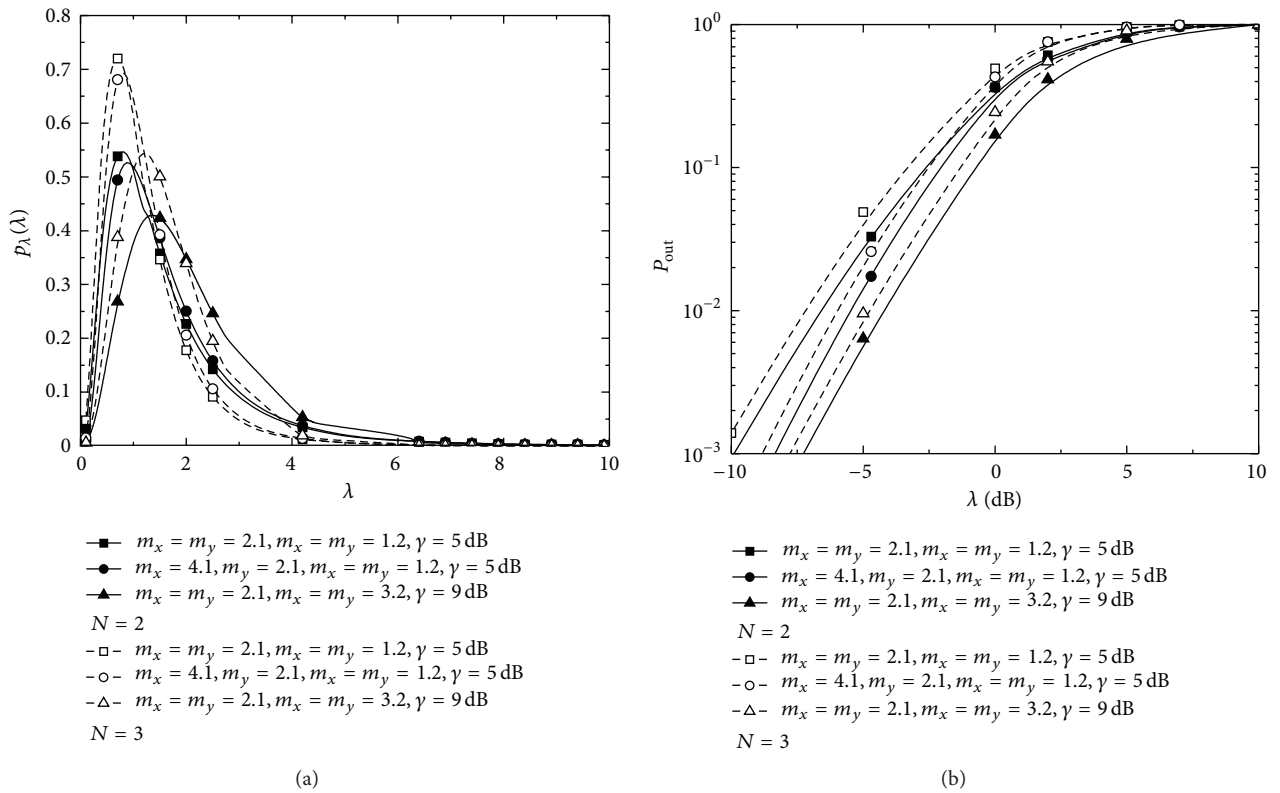 0.8
0.7
0.6
0.5
0.4
0.3
0.2
0.1
0
p_λ(λ)
0 2 4 6 8 10
λ
m_x = m_y = 2.1, m_x = m_y = 1.2, γ = 5 dB
m_x = 4.1, m_y = 2.1, m_x = m_y = 1.2, γ = 5 dB
m_x = m_y = 2.1, m_x = m_y = 3.2, γ = 9 dB
N = 2
m_x = m_y = 2.1, m_x = m_y = 1.2, γ = 5 dB
m_x = 4.1, m_y = 2.1, m_x = m_y = 1.2, γ = 5 dB
m_x = m_y = 2.1, m_x = m_y = 3.2, γ = 9 dB
N = 3
(a)
10^0
10^{-1}
10^{-2}
10^{-3}
P_out
−10 −5 0 5 10
λ (dB)
m_x = m_y = 2.1, m_x = m_y = 1.2, γ = 5 dB
m_x = 4.1, m_y = 2.1, m_x = m_y = 1.2, γ = 5 dB
m_x = m_y = 2.1, m_x = m_y = 3.2, γ = 9 dB
N = 2
m_x = m_y = 2.1, m_x = m_y = 1.2, γ = 5 dB
m_x = 4.1, m_y = 2.1, m_x = m_y = 1.2, γ = 5 dB
m_x = m_y = 2.1, m_x = m_y = 3.2, γ = 9 dB
N = 3
(b)